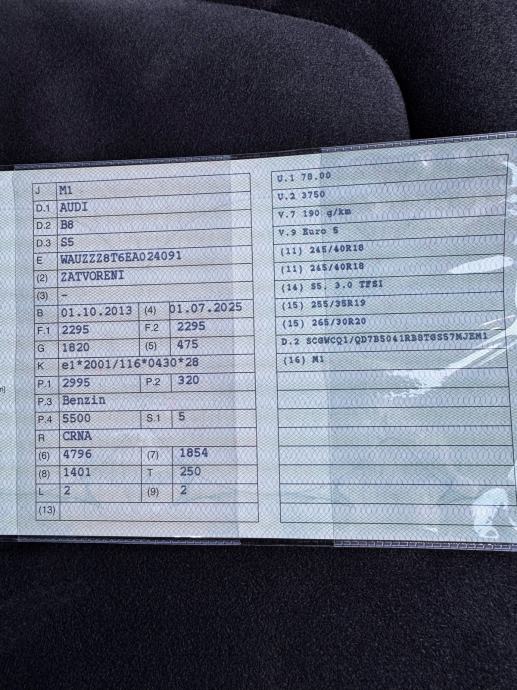 J M1
D.1 AUDI
D.2 B8
D.3 S5
E WAUZZZ8T6EA024091
(2) ZATVORENI
(3) -
B 01.10.2013 (4) 01.07.2025
F.1 2295 F.2 2295
G 1820 (5) 475
K e1*2001/116*0430*28
P.1 2995 P.2 320
P.3 Benzin
P.4 5500 S.1 5
R CRNA
(6) 4796 (7) 1854
(8) 1401 T 250
L 2 (9) 2
(13)
U.1 78.00
U.2 3750
V.7 190 g/km
V.9 Euro 5
(11) 245/40R18
(11) 245/40R18
(14) S5, 3.0 TFSI
(15) 255/35R19
(15) 265/30R20
D.2 SCGWCQ1/QD7B5041RB8TGS57MJEM1
(16) M1